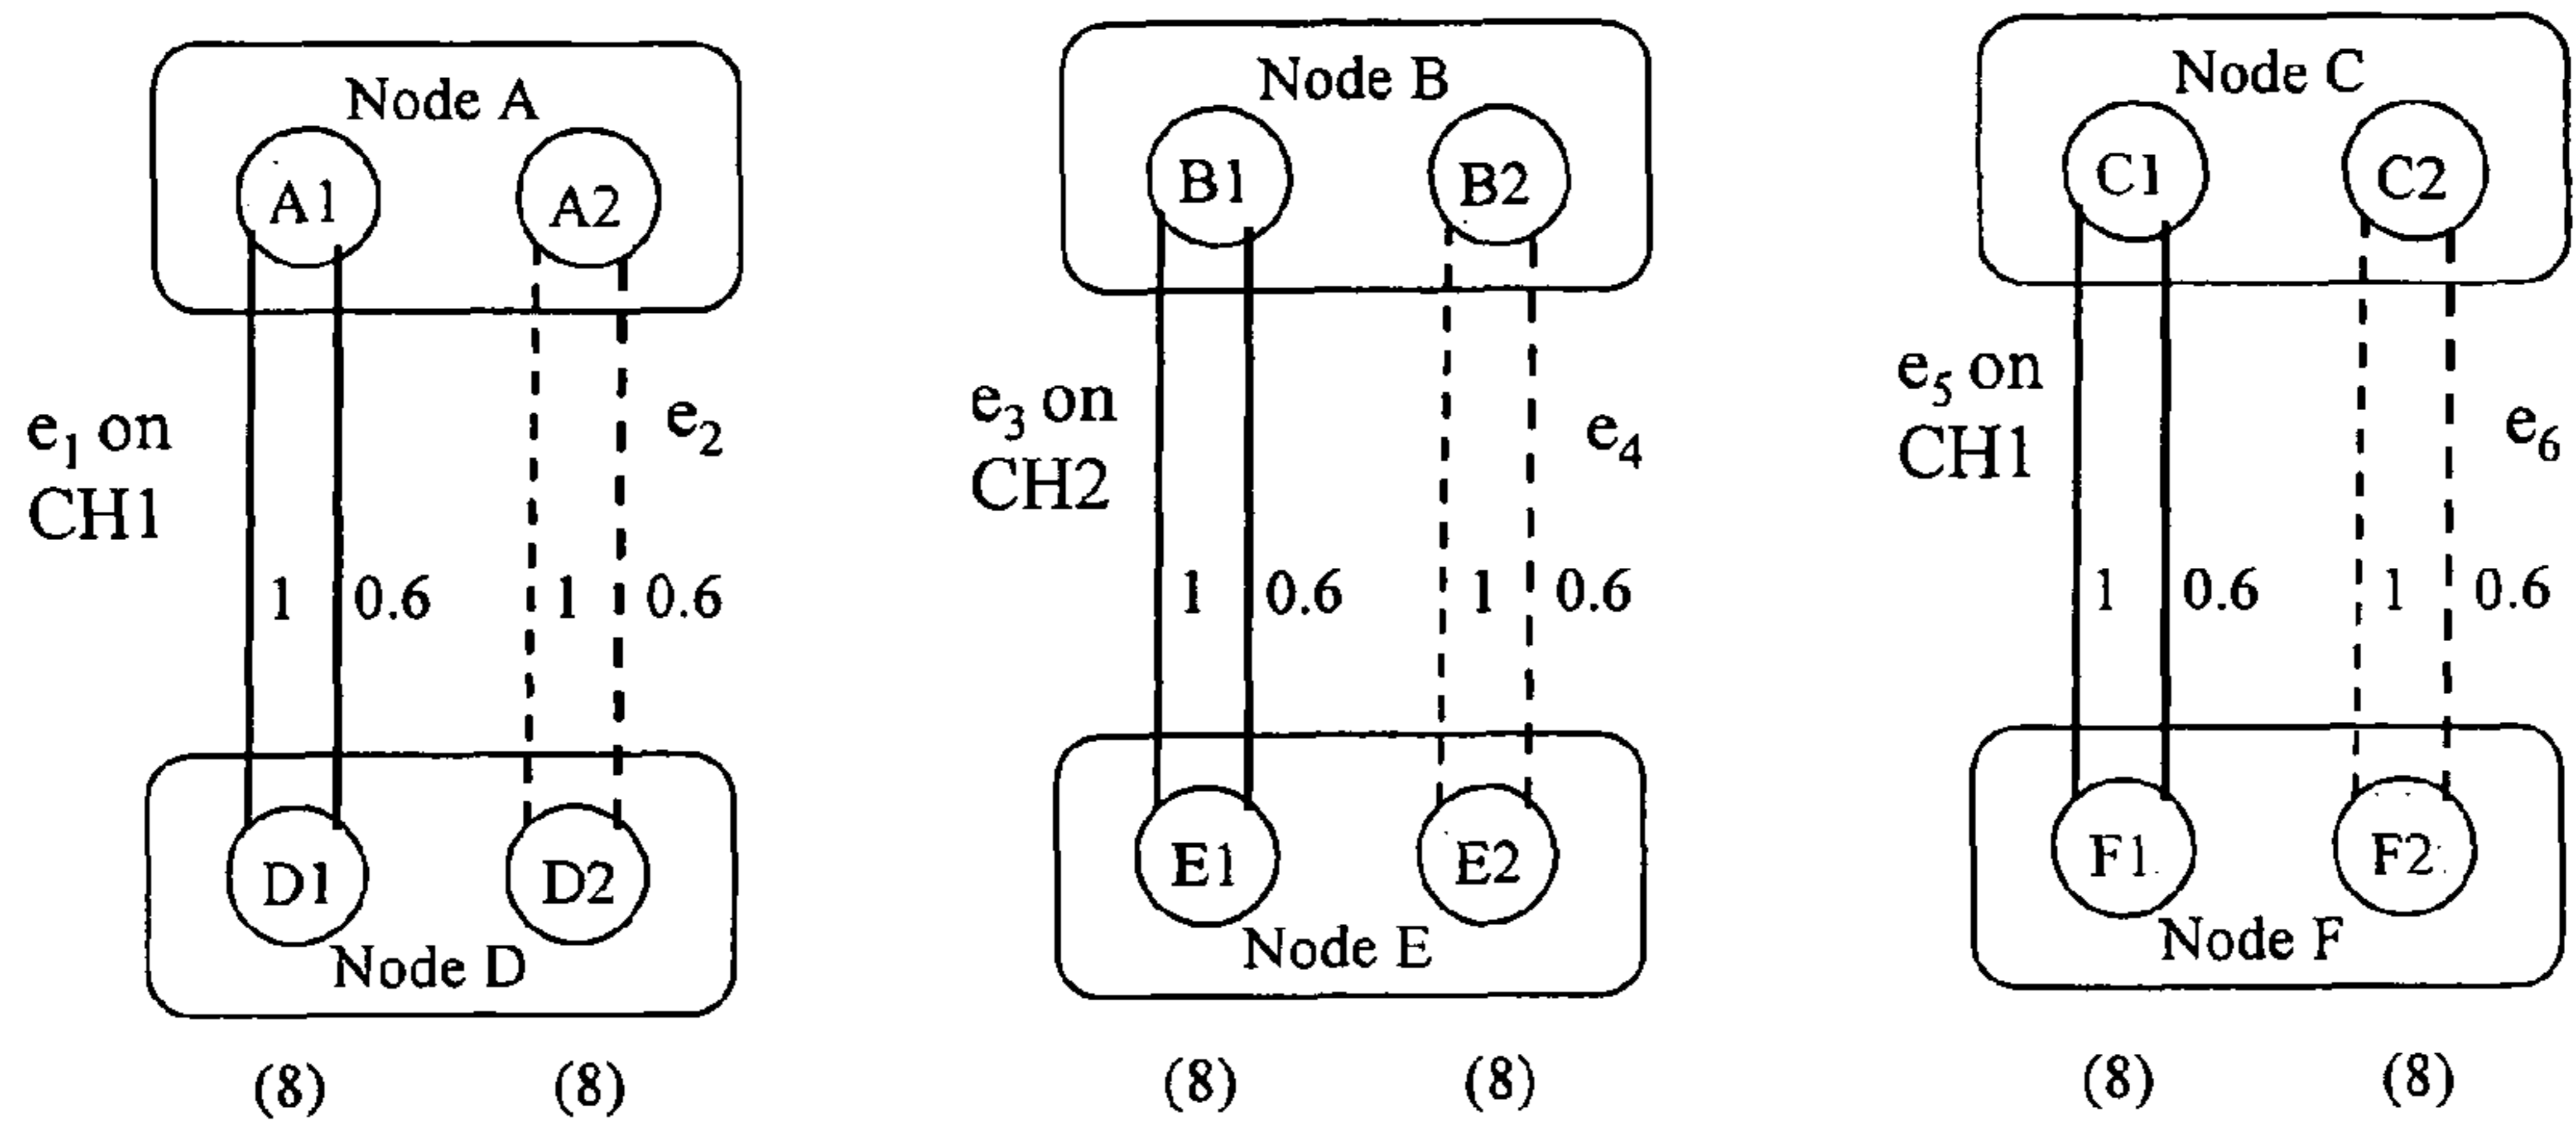 Node A
A1 A2
e1 on
CH1
e2
1 0.6 1 0.6
D1 D2
Node D
(8) (8)
Node B
B1 B2
e3 on
CH2
e4
1 0.6 1 0.6
E1 E2
Node E
(8) (8)
Node C
C1 C2
e5 on
CH1
e6
1 0.6 1 0.6
F1 F2
Node F
(8) (8)